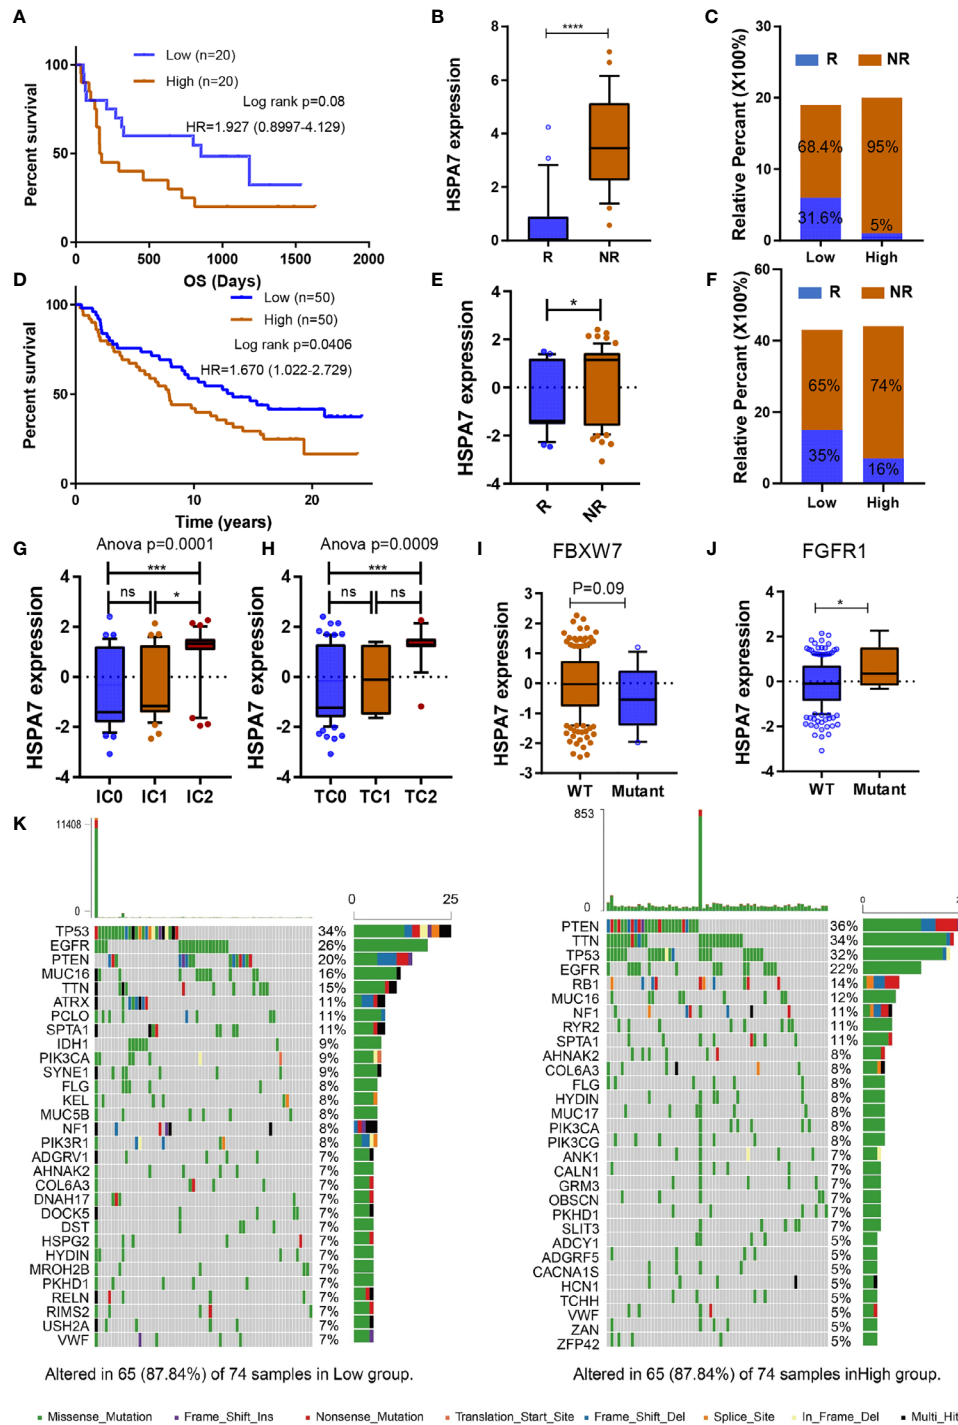 A
Low (n=20)
High (n=20)
Log rank p=0.08
HR=1.927 (0.8997-4.129)
Percent survival
100
50
0
0 500 1000 1500 2000
OS (Days)
B
****
HSPA7 expression
8
6
4
2
0
R NR
C
R NR
Relative Percant (X100%)
30
20
10
0
68.4% 95%
31.6% 5%
Low High
D
Low (n=50)
High (n=50)
Log rank p=0.0406
HR=1.670 (1.022-2.729)
Percent survival
100
50
0
0 10 20
Time (years)
E
*
HSPA7 expression
4
2
0
-2
-4
R NR
F
R NR
Relative Percant (X100%)
60
40
20
0
65% 74%
35% 16%
Low High
G
Anova p=0.0001
***
ns *
HSPA7 expression
4
2
0
-2
-4
IC0 IC1 IC2
H
Anova p=0.0009
***
ns ns
HSPA7 expression
4
2
0
-2
-4
TC0 TC1 TC2
I
FBXW7
P=0.09
HSPA7 expression
3
2
1
0
-1
-2
-3
WT Mutant
J
FGFR1
*
HSPA7 expression
4
2
0
-2
-4
WT Mutant
K
11408
0
0 25
TP53 34%
EGFR 26%
PTEN 20%
MUC16 16%
TTN 15%
ATRX 11%
PCLO 11%
SPTA1 11%
IDH1 9%
PIK3CA 9%
SYNE1 9%
FLG 8%
KEL 8%
MUC5B 8%
NF1 8%
PIK3R1 8%
ADGRV1 7%
AHNAK2 7%
COL6A3 7%
DNAH17 7%
DOCK5 7%
DST 7%
HSPG2 7%
HYDIN 7%
MROH2B 7%
PKHD1 7%
RELN 7%
RIMS2 7%
USH2A 7%
VWF 7%
Altered in 65 (87.84%) of 74 samples in Low group.
853
0
0
PTEN 36%
TTN 34%
TP53 32%
EGFR 22%
RB1 14%
MUC16 12%
NF1 11%
RYR2 11%
SPTA1 11%
AHNAK2 8%
COL6A3 8%
FLG 8%
HYDIN 8%
MUC17 8%
PIK3CA 8%
PIK3CG 8%
ANK1 7%
CALN1 7%
GRM3 7%
OBSCN 7%
PKHD1 7%
SLIT3 7%
ADCY1 5%
ADGRF5 5%
CACNA1S 5%
HCN1 5%
TCHH 5%
VWF 5%
ZAN 5%
ZFP42 5%
Altered in 65 (87.84%) of 74 samples inHigh group.
Missense_Mutation Frame_Shift_Ins Nonsense_Mutation Translation_Start_Site Frame_Shift_Del Splice_Site In_Frame_Del Multi_Hit